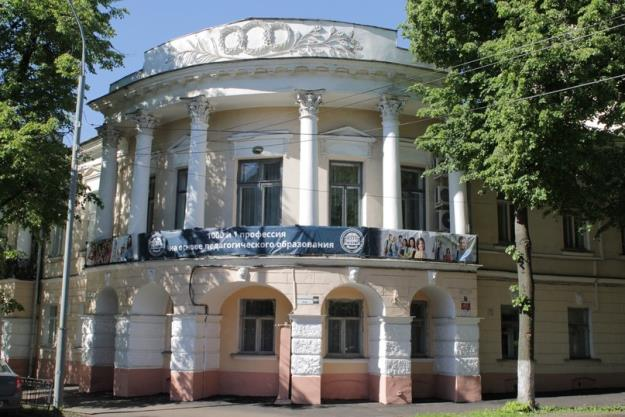 1000 и 1 профессия
на основе педагогического образования